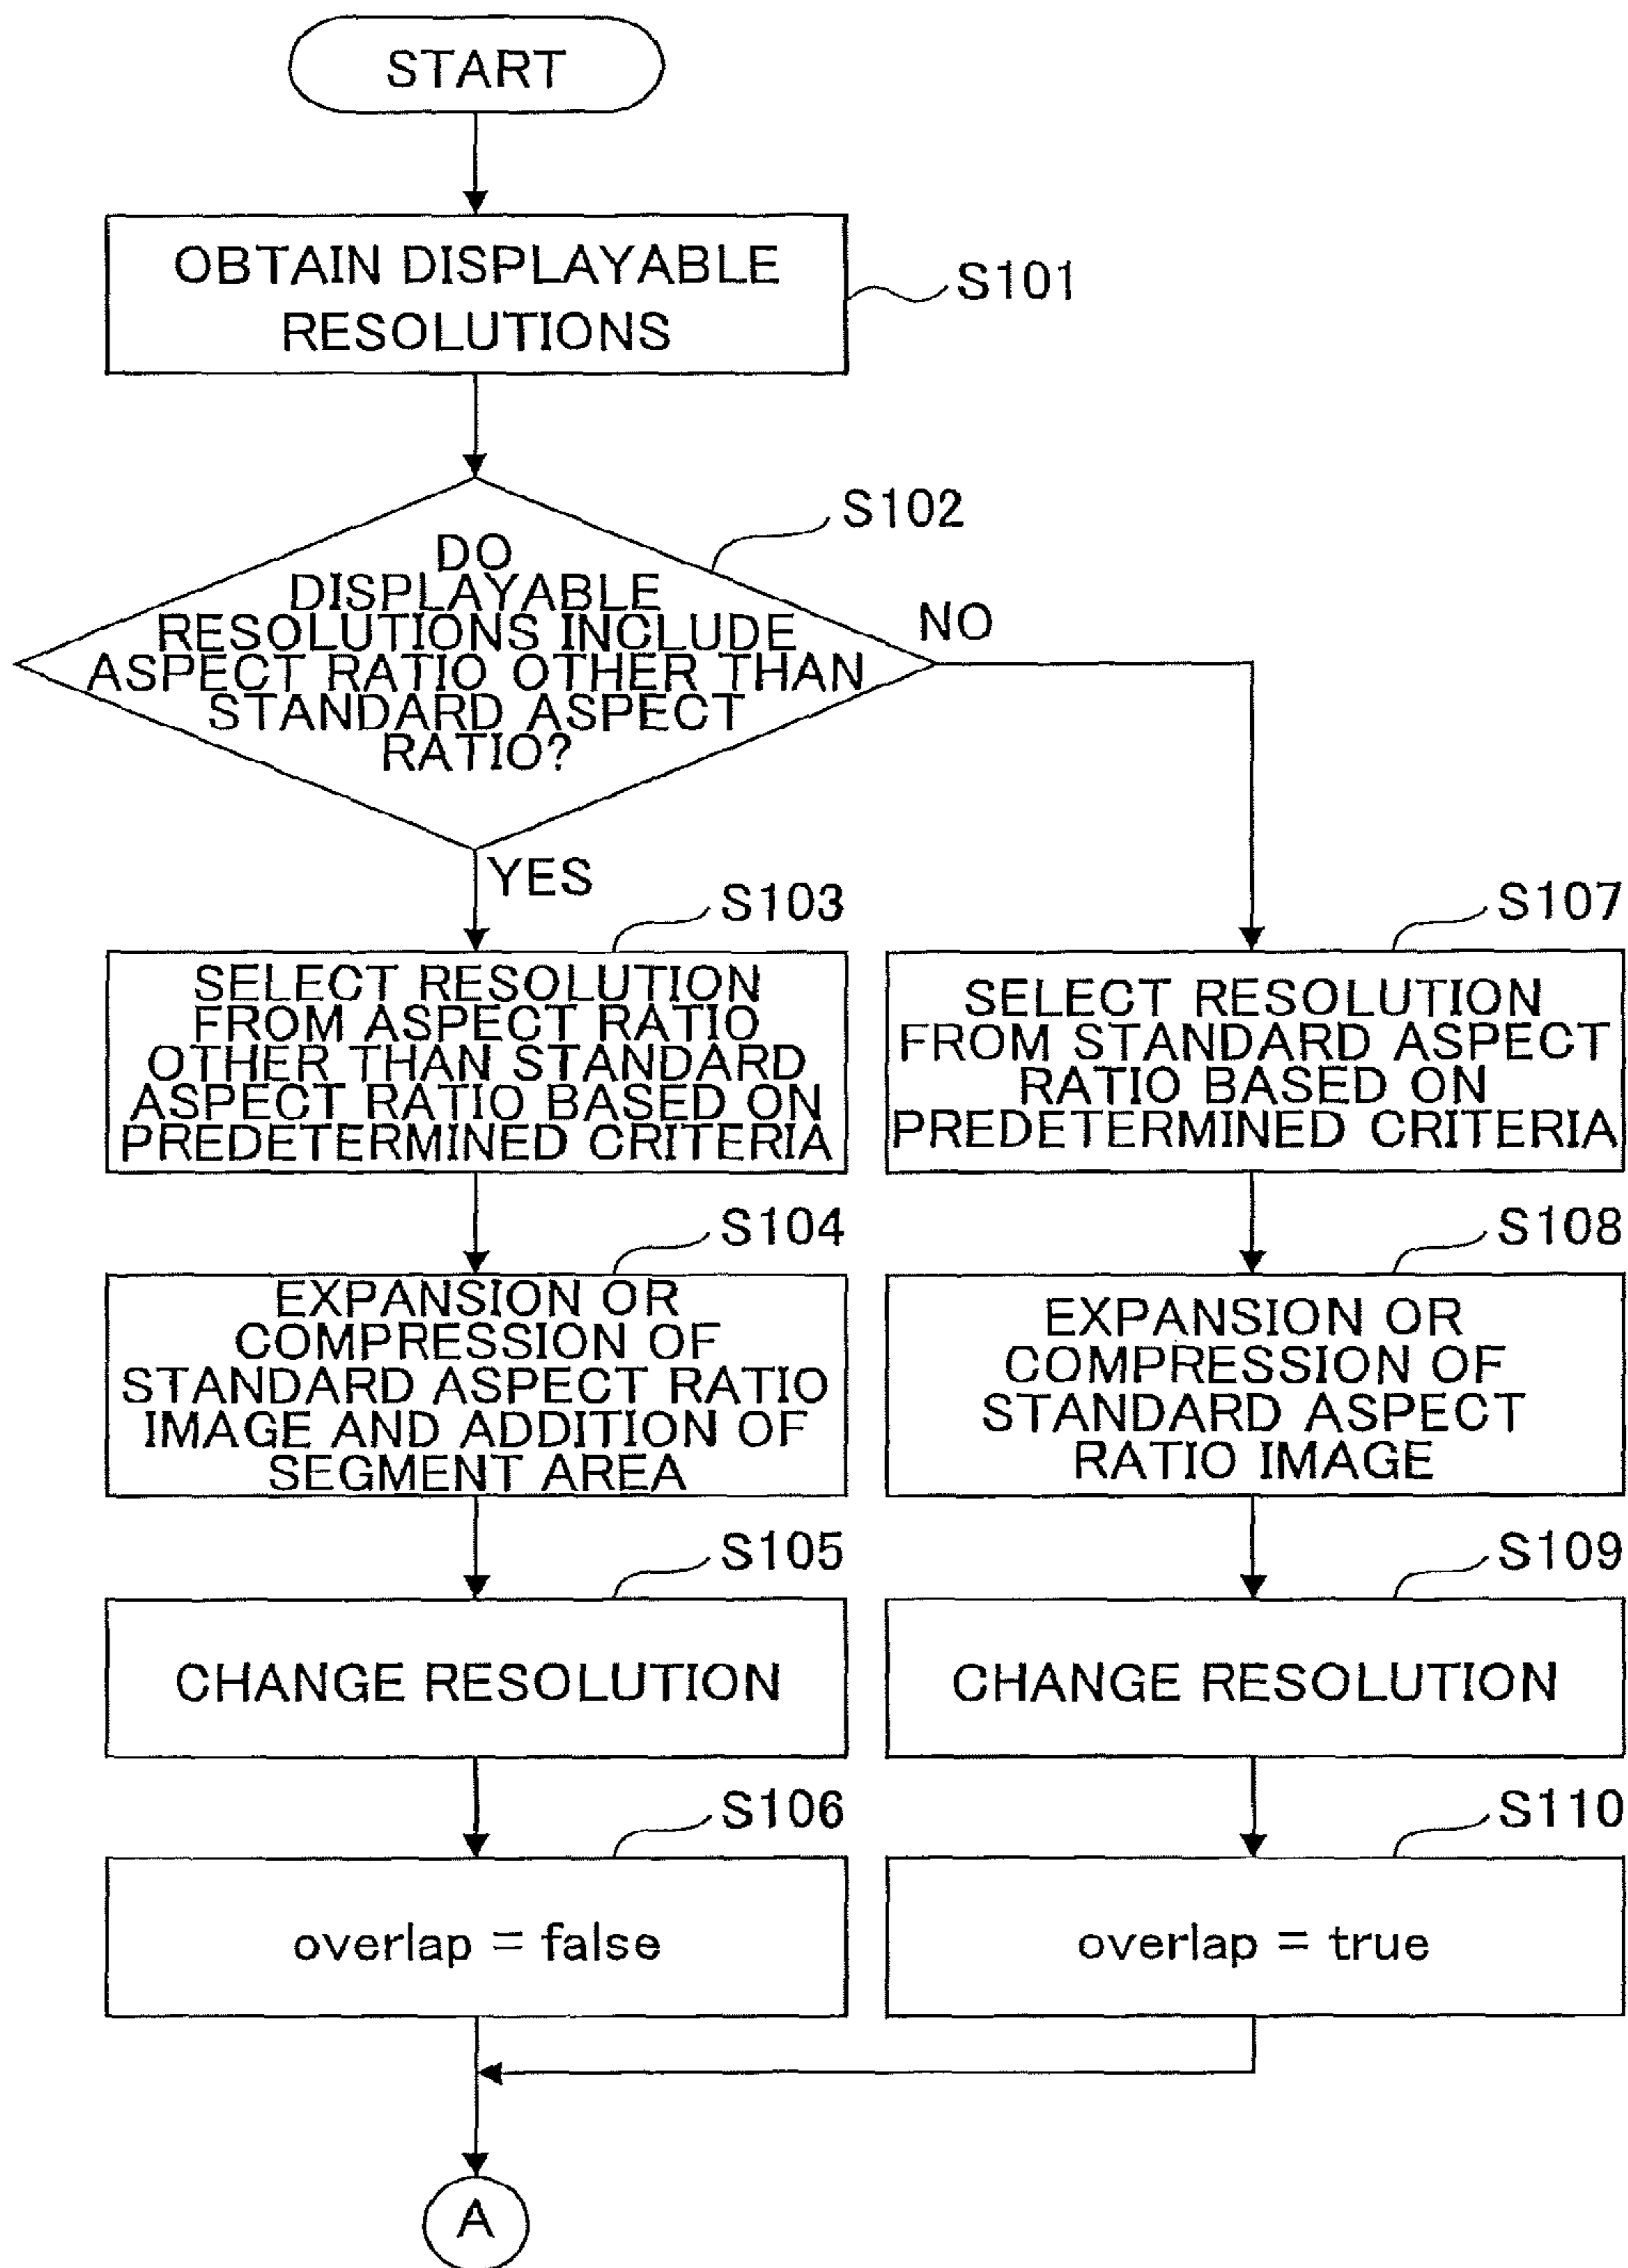 START
OBTAIN DISPLAYABLE
RESOLUTIONS
S101
S102
DO
DISPLAYABLE
RESOLUTIONS INCLUDE
ASPECT RATIO OTHER THAN
STANDARD ASPECT
RATIO?
NO
YES
S103
SELECT RESOLUTION
FROM ASPECT RATIO
OTHER THAN STANDARD
ASPECT RATIO BASED ON
PREDETERMINED CRITERIA
S104
EXPANSION OR
COMPRESSION OF
STANDARD ASPECT RATIO
IMAGE AND ADDITION OF
SEGMENT AREA
S105
CHANGE RESOLUTION
S106
overlap = false
S107
SELECT RESOLUTION
FROM STANDARD ASPECT
RATIO BASED ON
PREDETERMINED CRITERIA
S108
EXPANSION OR
COMPRESSION OF
STANDARD ASPECT
RATIO IMAGE
S109
CHANGE RESOLUTION
S110
overlap = true
A